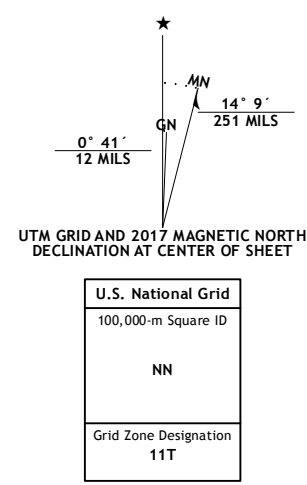 ★
MN
GN
14° 9´
251 MILS
0° 41´
12 MILS
UTM GRID AND 2017 MAGNETIC NORTH
DECLINATION AT CENTER OF SHEET
U.S. National Grid
100,000-m Square ID
NN
Grid Zone Designation
11T